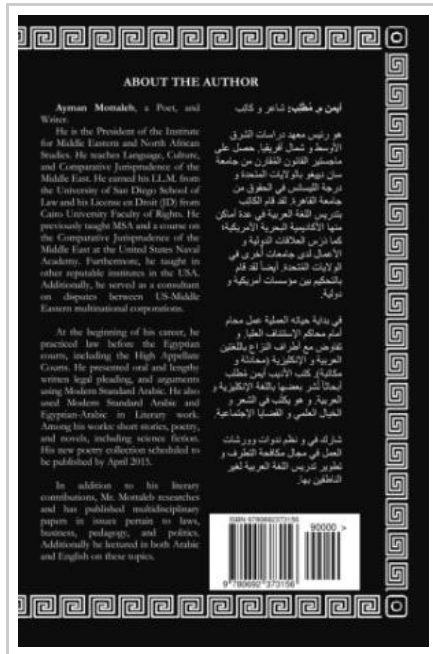 ABOUT THE AUTHOR
Ayman Mottaleb, a Poet, and
Writer.
He is the President of the Institute
for Middle Eastern and North African
Studies. He teaches Language, Culture,
and Comparative Jurisprudence of the
Middle East. He earned his L.L.M. from
the University of San Diego School of
Law and his License en Droit (JD) from
Cairo University Faculty of Rights. He
previously taught MSA and a course on
the Comparative Jurisprudence of the
Middle East at the United States Naval
Academy. Furthermore, he taught in
other reputable institutes in the USA.
Additionally, he served as a consultant
on disputes between US-Middle
Eastern multinational corporations.
At the beginning of his career, he
practiced law before the Egyptian
courts, including the High Appellate
Courts. He presented oral and lengthy
written legal pleading, and arguments
using Modern Standard Arabic. He also
used Modern Standard Arabic and
Egyptian-Arabic in Literary work.
Among his works: short stories, poetry,
and novels, including science fiction.
His new poetry collection scheduled to
be published by April 2015.
In addition to his literary
contributions, Mr. Mottaleb researches
and has published multidisciplinary
papers in issues pertain to laws,
business, pedagogy, and politics.
Additionally he lectured in both Arabic
and English on these topics.
أيمن م. مُطلب: شاعر و كاتب
هو رئيس معهد دراسات الشرق
الأوسط و شمال أفريقيا. حصل على
ماجستير القانون المُقارن من جامعة
سان دييغو بالولايات المتحدة و
درجة الليسانس في الحقوق من
جامعة القاهرة. لقد قام الكاتب
بتدريس اللغة العربية في عدة أماكن
منها الأكاديمية البحرية الأمريكية؛
كما درس العلاقات الدولية و
الأعمال لدى جامعات أخرى في
الولايات المتحدة. أيضاً لقد قام
بالتحكيم بين مؤسسات أمريكية و
دولية.
في بداية حياته العملية عمل محام
أمام محاكم الإستئناف العليا. و
تفاوض مع أطراف النزاع باللغتين
العربية و الإنكليزية (محادثة و
مكاتبة). كتب الأديب أيمن مُطلب
أبحاثاً نُشر بعضها باللغة الإنكليزية و
العربية. و هو يكتب في الشعر و
الخيال العلمي و القضايا الإجتماعية.
شارك في و نظم ندوات وورشات
العمل في مجال مكافحة التطرف و
تطوير تدريس اللغة العربية لغير
الناطقين بها.
ISBN 9780692373156
90000 >
9 780692 373156